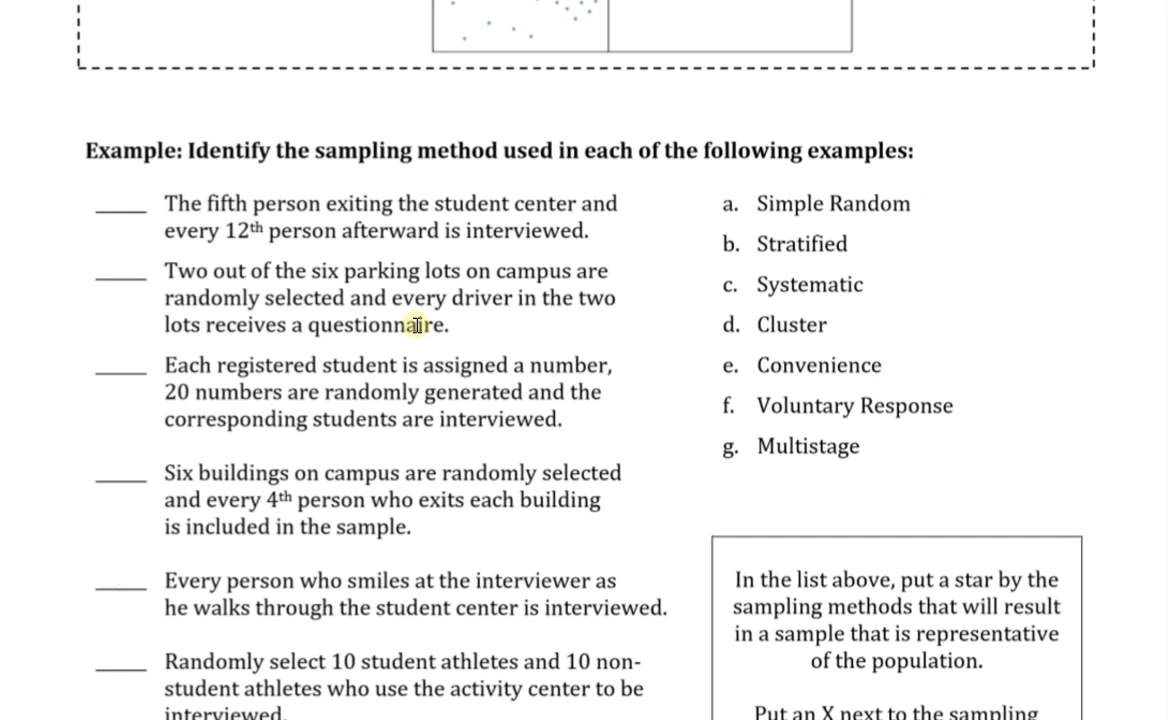 Example: Identify the sampling method used in each of the following examples:
____ The fifth person exiting the student center and
every 12th person afterward is interviewed.
____ Two out of the six parking lots on campus are
randomly selected and every driver in the two
lots receives a questionnaire.
____ Each registered student is assigned a number,
20 numbers are randomly generated and the
corresponding students are interviewed.
____ Six buildings on campus are randomly selected
and every 4th person who exits each building
is included in the sample.
____ Every person who smiles at the interviewer as
he walks through the student center is interviewed.
____ Randomly select 10 student athletes and 10 non-
student athletes who use the activity center to be
interviewed.
a. Simple Random
b. Stratified
c. Systematic
d. Cluster
e. Convenience
f. Voluntary Response
g. Multistage
In the list above, put a star by the
sampling methods that will result
in a sample that is representative
of the population.
Put an X next to the sampling